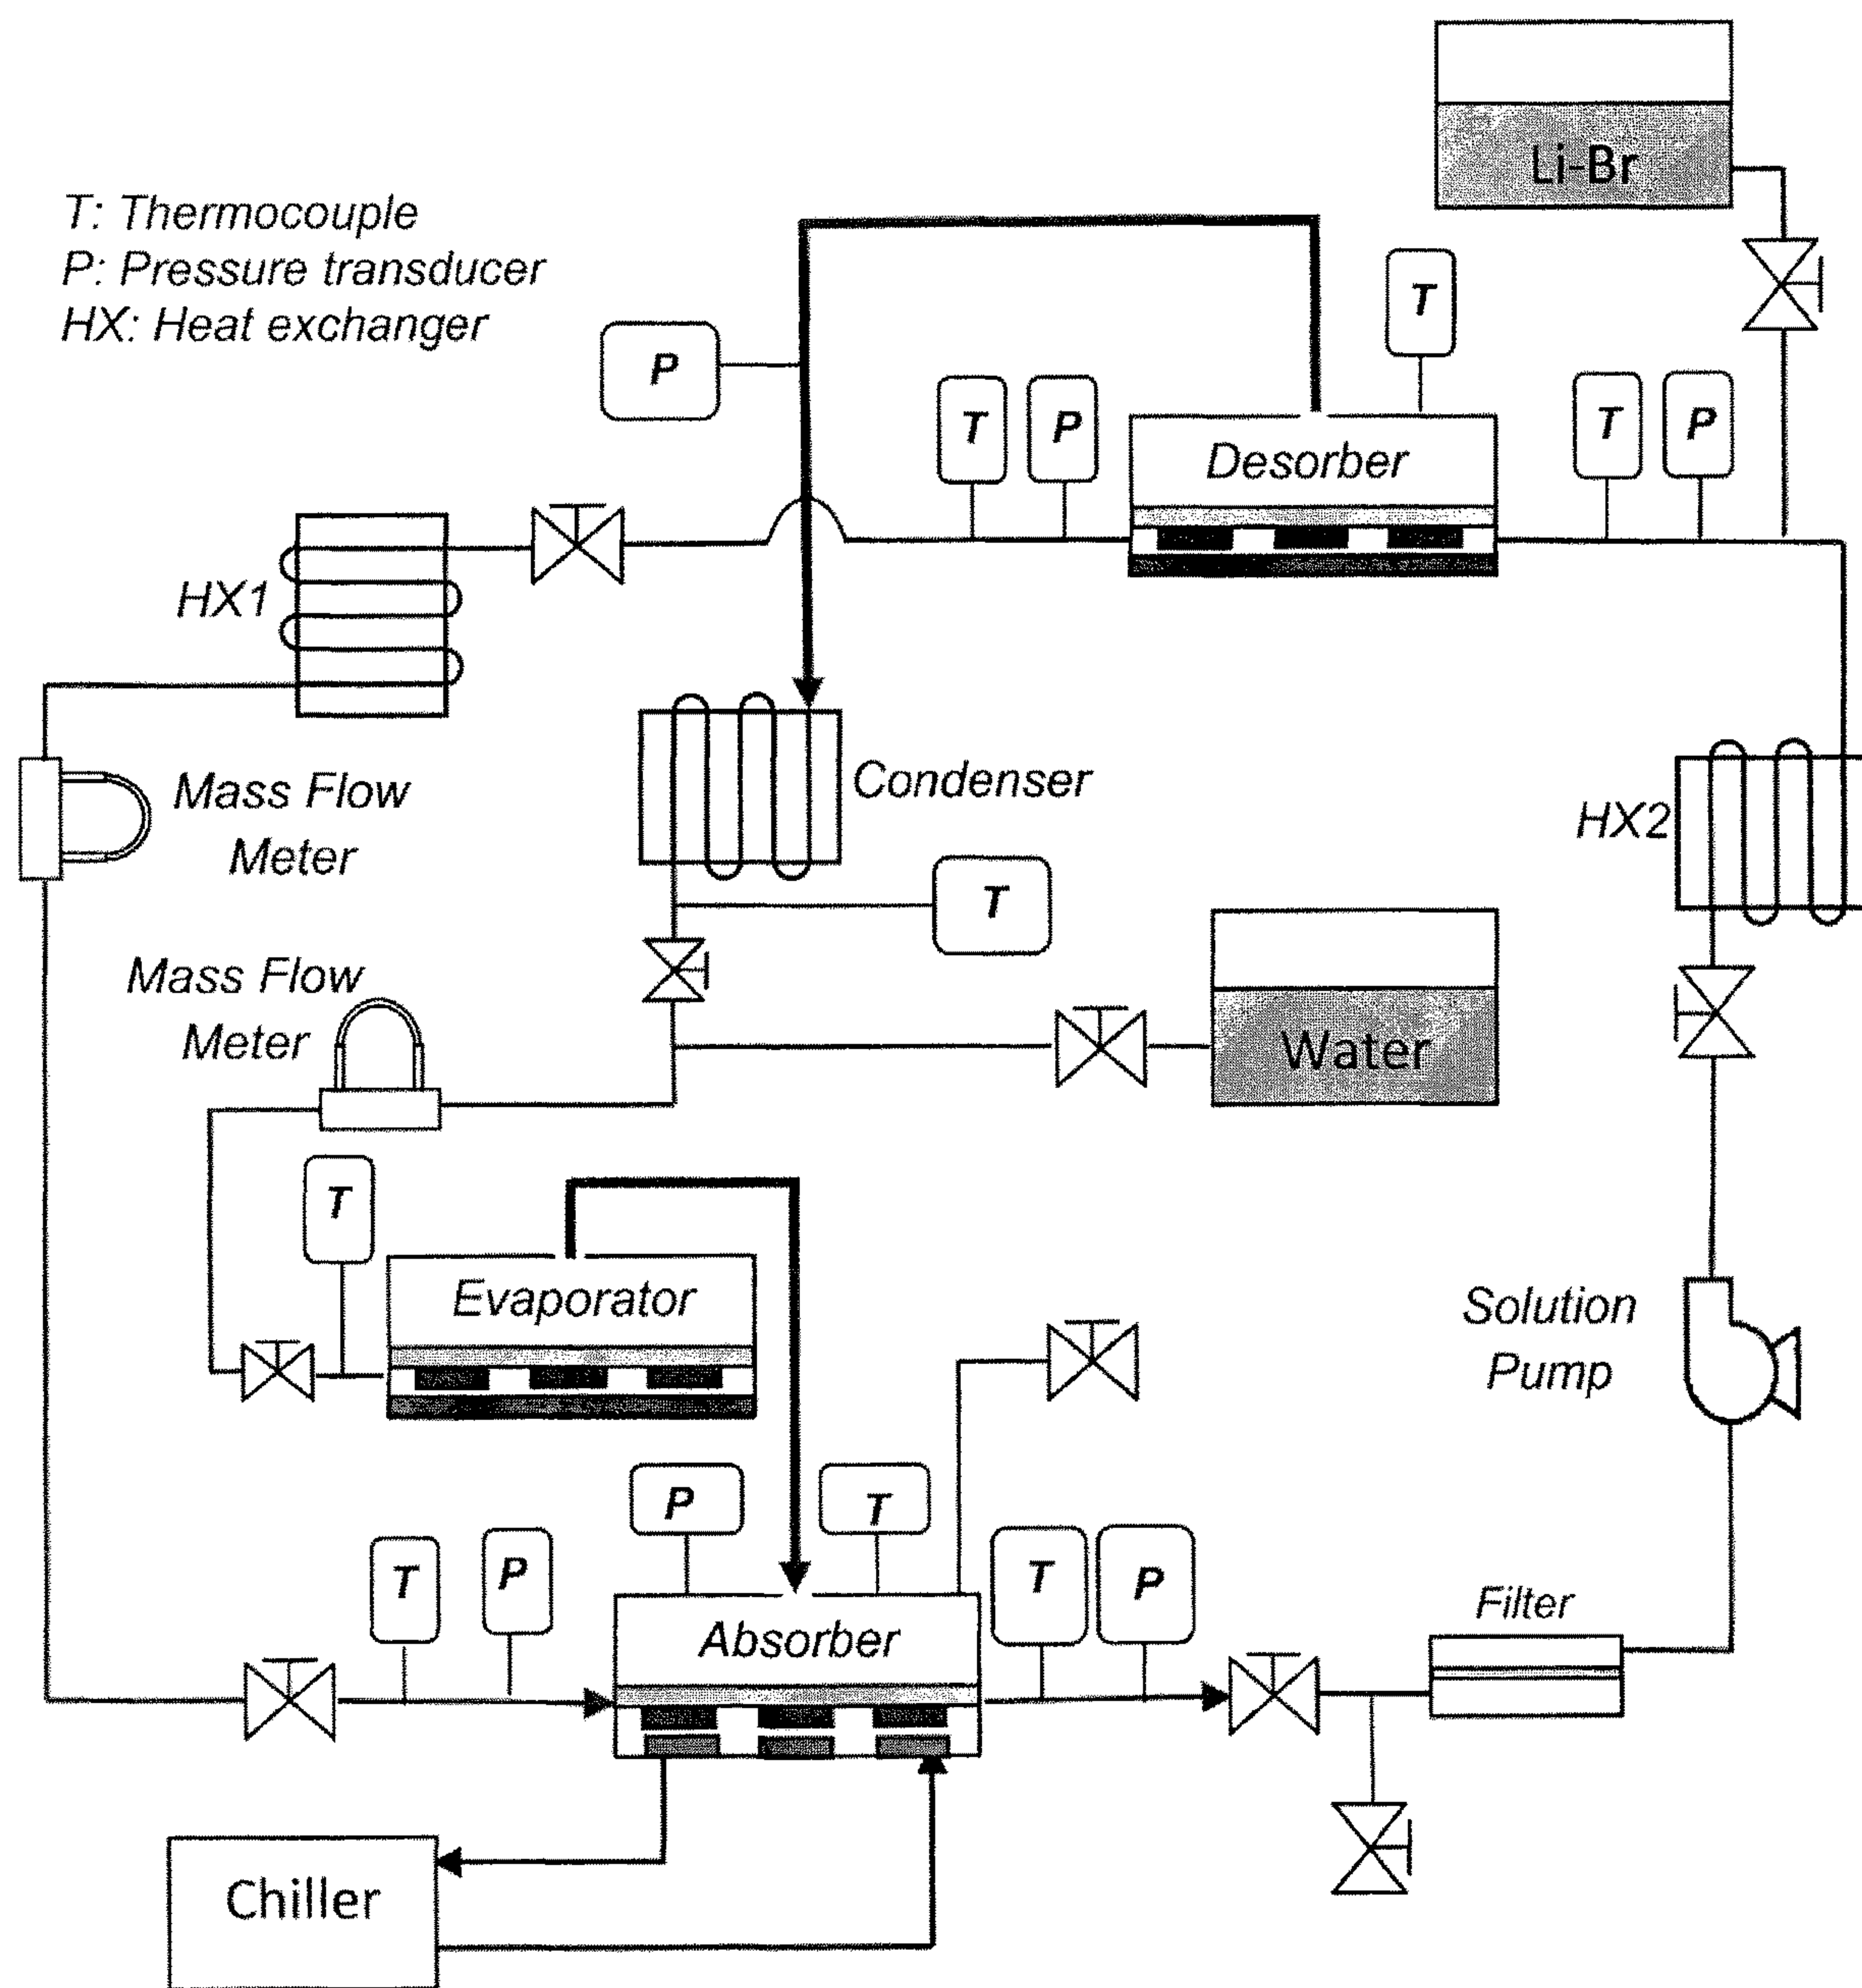 Li-Br
T: Thermocouple
P: Pressure transducer
HX: Heat exchanger
T
P
T
P
T
P
Desorber
HX1
Condenser
Mass Flow
Meter
HX2
T
Mass Flow
Meter
Water
T
Evaporator
Solution
Pump
P
T
T
P
T
P
Absorber
Filter
Chiller